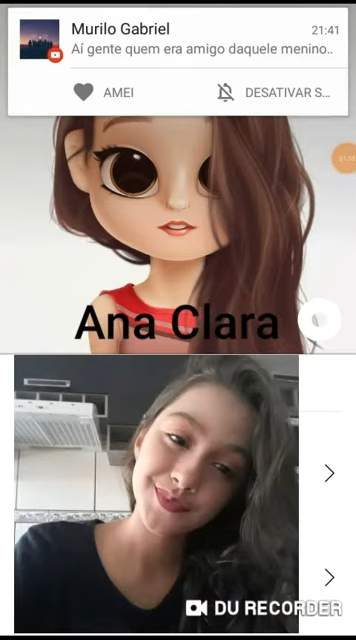 Murilo Gabriel
21:41
Aí gente quem era amigo daquele menino..
AMEI
DESATIVAR S...
Ana Clara
DU RECORDER